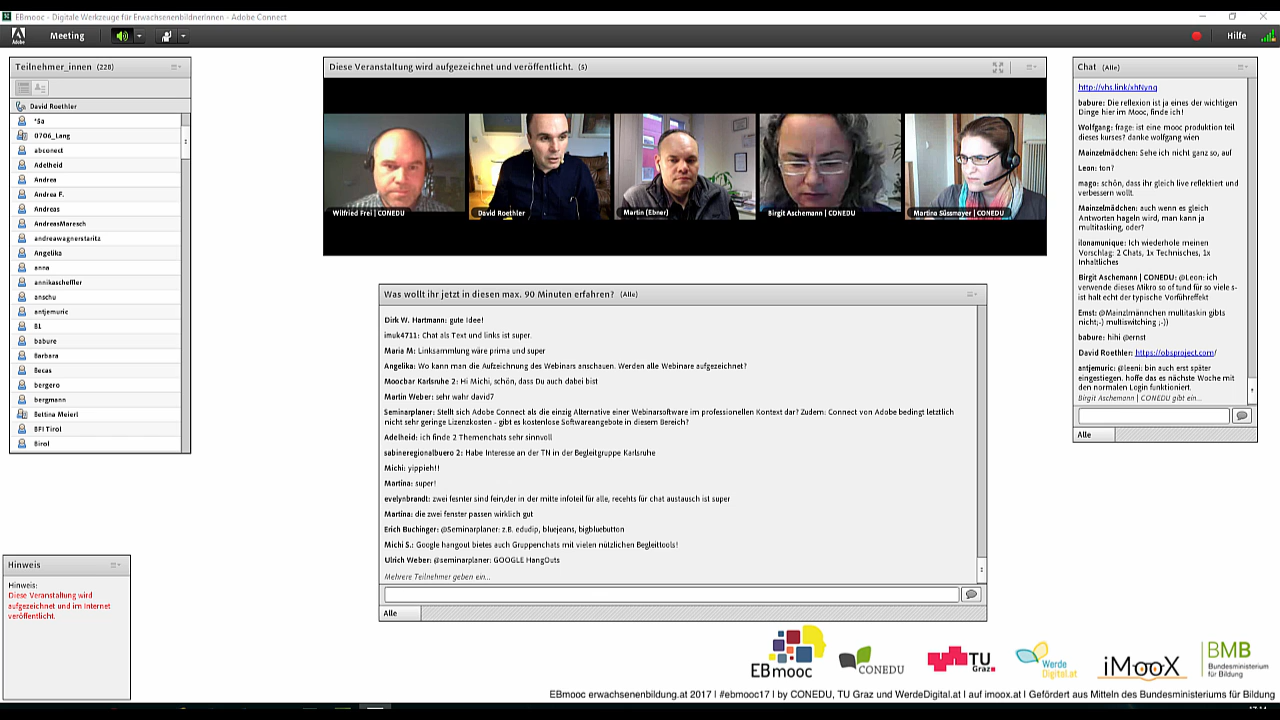 EBmooc - Digitale Werkzeuge für ErwachsenenbildnerInnen - Adobe Connect
Adobe
Meeting
Hilfe
Teilnehmer_innen (228)
David Roethler
*Sa
0706_Lang
abconect
Adelheid
Andrea
Andrea F.
Andreas
AndreasMaresch
andreawagnerstaritz
Angelika
anna
annikascheffler
anschu
antjemuric
B1
babure
Barbara
Becas
bergero
bergmann
Bettina Meierl
BFI Tirol
Birol
Hinweis
Hinweis:
Diese Veranstaltung wird
aufgezeichnet und im Internet
veröffentlicht.
Diese Veranstaltung wird aufgezeichnet und veröffentlicht. (5)
Wilfried Frei | CONEDU
David Roethler
Martin (Ebner)
Birgit Aschemann | CONEDU
Martina Süssmayer | CONEDU
Was wollt ihr jetzt in diesen max. 90 Minuten erfahren? (Alle)
Dirk W. Hartmann: gute Idee!
imuk4711: Chat als Text und links ist super.
Maria M: Linksammlung wäre prima und super
Angelika: Wo kann man die Aufzeichnung des Webinars anschauen. Werden alle Webinare aufgezeichnet?
Moocbar Karlsruhe 2: Hi Michi, schön, dass Du auch dabei bist
Martin Weber: sehr wahr david7
Seminarplaner: Stellt sich Adobe Connect als die einzig Alternative einer Webinarsoftware im professionellen Kontext dar? Zudem: Connect von Adobe bedingt letztlich
nicht sehr geringe Lizenzkosten - gibt es kostenlose Softwareangebote in diesem Bereich?
Adelheid: ich finde 2 Themenchats sehr sinnvoll
sabineregionalbuero 2: Habe Interesse an der TN in der Begleitgruppe Karlsruhe
Michi: yippieh!!
Martina: super!
evelynbrandt: zwei fesnter sind fein,der in der mitte infoteil für alle, recehts für chat austausch ist super
Martina: die zwei fenster passen wirklich gut
Erich Buchinger: @Seminarplaner: z.B. edudip, bluejeans, bigbluebutton
Michi S.: Google hangout bietes auch Gruppenchats mit vielen nützlichen Begleittools!
Ulrich Weber: @seminarplaner: GOOGLE HangOuts
Mehrere Teilnehmer geben ein...
Alle
Chat (Alle)
http://vhs.link/xhNynq
babure: Die reflexion ist ja eines der wichtigen
Dinge hier im Mooc, finde ich!
Wolfgang: frage: ist eine mooc produktion teil
dieses kurses? danke wolfgang wien
Mainzelmädchen: Sehe ich nicht ganz so, auf
Leon: ton?
mago: schön, dass ihr gleich live reflektiert und
verbessern wollt.
Mainzelmädchen: auch wenn es gleich
Antworten hageln wird, man kann ja
multitasking, oder?
ilonamunique: Ich wiederhole meinen
Vorschlag: 2 Chats, 1x Technisches, 1x
Inhaltliches
Birgit Aschemann | CONEDU: @Leon: ich
verwende dieses Mikro so of tund für so viele s-
ist halt echt der typische Vorführeffekt
Ernst: @Mainzlmännchen multitaskin gibts
nicht;-) multiswitching ;-))
babure: hihi @ernst
David Roethler: https://obsproject.com/
antjemuric: @leeni: bin auch erst später
eingestiegen, hoffe das es nächste Woche mit
den normalen Login funktioniert
Birgit Aschemann | CONEDU gibt ein...
Alle
EBmooc
CONEDU
TU
Graz
Werde
Digital.at
iMooX
BMB
Bundesministerium
für Bildung
EBmooc erwachsenenbildung.at 2017 I #ebmooc17 I by CONEDU, TU Graz und WerdeDigital.at I auf imoox.at I Gefördert aus Mitteln des Bundesministeriums für Bildung